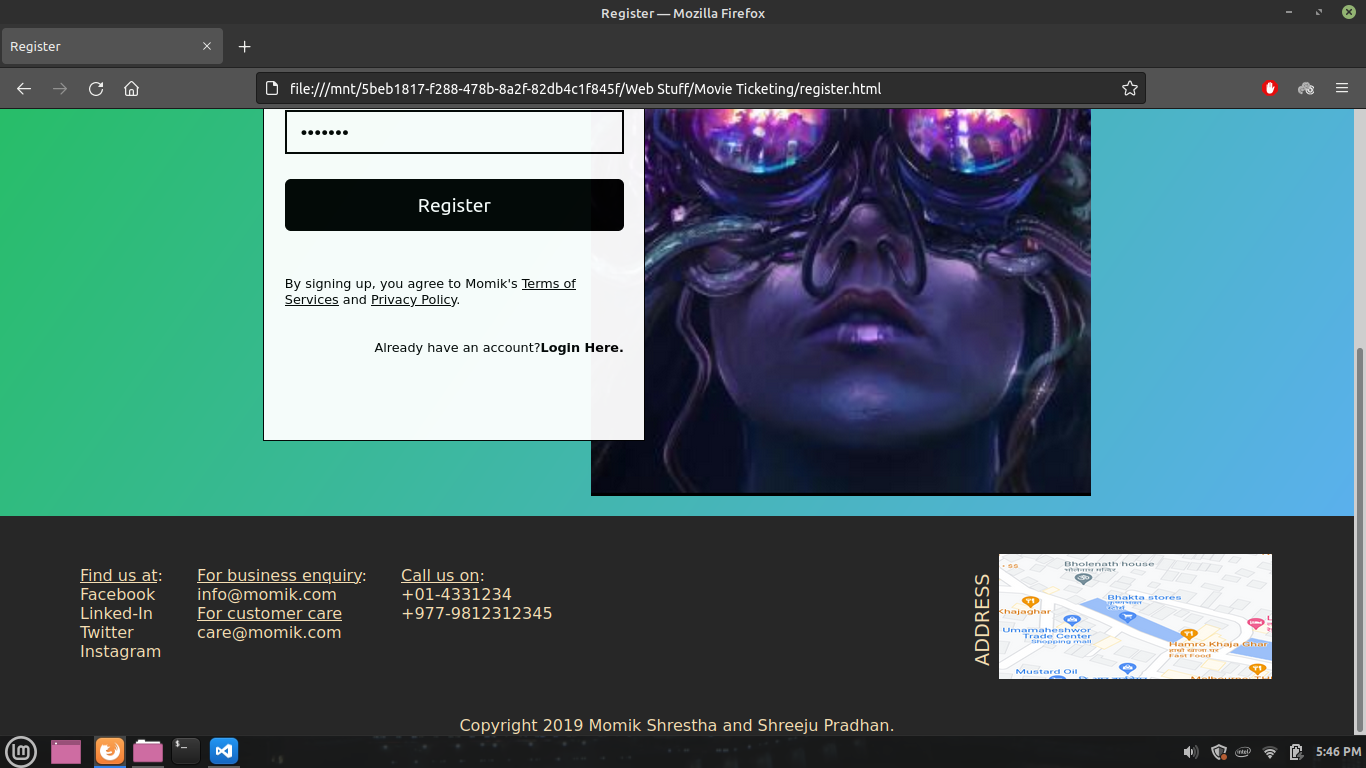 Register — Mozilla Firefox
Register
file:///mnt/5beb1817-f288-478b-8a2f-82db4c1f845f/Web Stuff/Movie Ticketing/register.html
•••••••
Register
By signing up, you agree to Momik's Terms of
Services and Privacy Policy.
Already have an account?Login Here.
Find us at:
Facebook
Linked-In
Twitter
Instagram
For business enquiry:
info@momik.com
For customer care
care@momik.com
Call us on:
+01-4331234
+977-9812312345
ADDRESS
Bholenath house
Bhakta stores
Khajaghar
Umamaheshwor
Trade Center
Shopping mall
Hamro Khaja Ghar
Fast Food
Mustard Oil
Copyright 2019 Momik Shrestha and Shreeju Pradhan.
5:46 PM